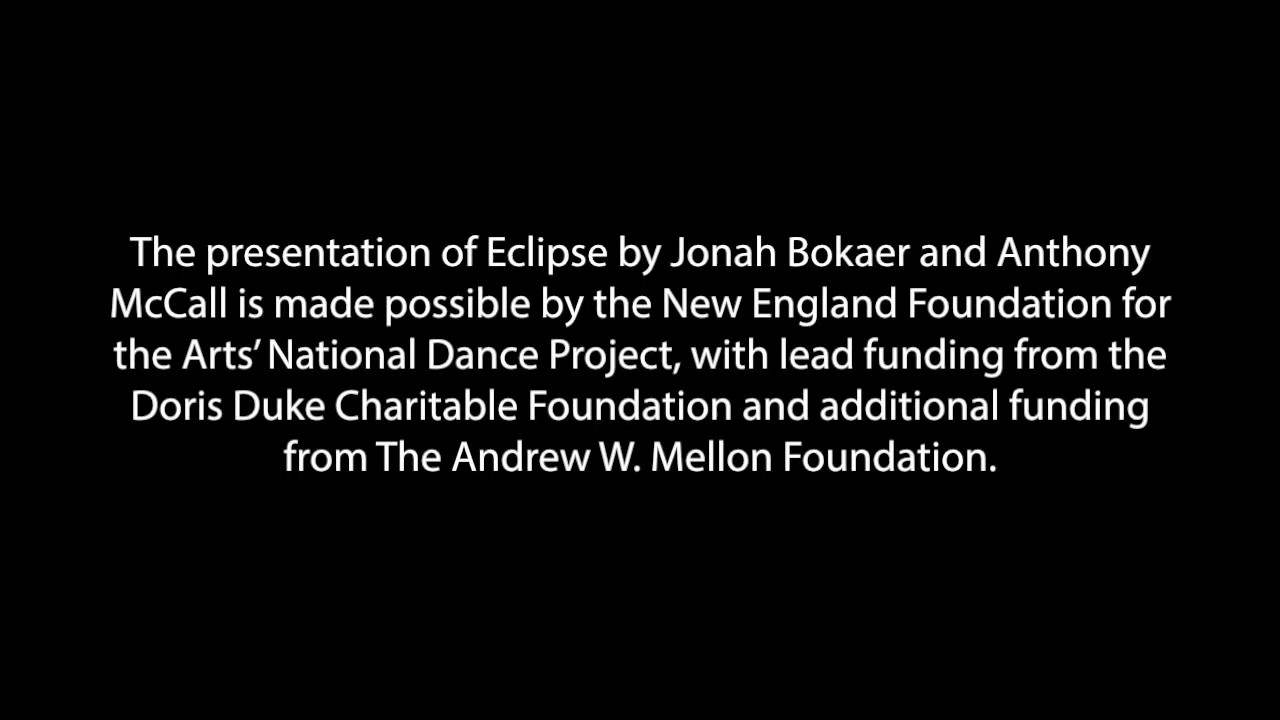 The presentation of Eclipse by Jonah Bokaer and Anthony
McCall is made possible by the New England Foundation for
the Arts’ National Dance Project, with lead funding from the
Doris Duke Charitable Foundation and additional funding
from The Andrew W. Mellon Foundation.